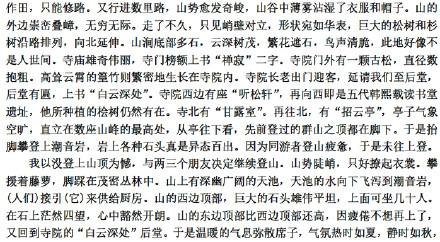 作田，只能修路。又行进数里路，山势愈发奇峻，山谷中薄雾沾湿了衣服和帽子。山的
外边崇峦叠嶂，无穷无际。走了不久，只见峭壁对立，形状宛如华表，巨大的松树和杉
树沿路排列，向北延伸。山涧底部多石，云深树茂，繁花遮石，鸟声清脆，此地好像不
是人世间。寺庙雄奇伟丽，寺门榜额上书“禅寂”二字。寺院门外有一颗古松，直径数
抱粗。高耸云霄的篁竹则繁密地生长在寺院内。寺院长老出门迎客，延请我们至后堂，
后堂有匾，上书“白云深处”。寺院西边有座“听松轩”，再向西即是五代韩熙载读书堂
遗址，他所种植的桧树仍然有在。寺北有“甘露室”。再往北，有“招云亭”，亭子气象
空旷，直立在数座山峰的最高处，从亭往下看，先前登过的群山之顶都在脚下。于是抬
脚攀登上潮音岩，岩上各种石头真是异态百出。因为同游者登山疲惫，于是未往上登。
我以没登上山顶为憾，与两三个朋友决定继续登山。山势陡峭，只好撩起衣裳。攀
援着藤萝，脚踩在茂密丛林中。山上有深幽广阔的天池，天池的水向下飞泻到潮音岩，
(人们)接引(它)来供给厨房。山的西边顶部，巨大的石头雄伟平坦，上面可坐几十人。
在石上茫然四望，心中豁然开朗。山的东边顶部比西边顶部还高，因疲倦不想再上了，
又回到寺院的“白云深处”后堂。于是温暖的气息弥散席子，气氛热时如夏，静时如秋，